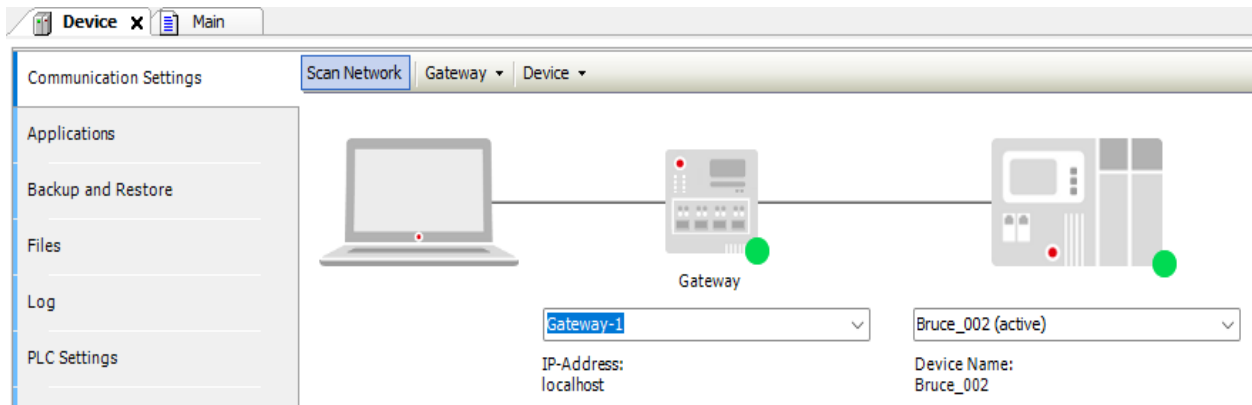 Device
Main
Communication Settings
Scan Network
Gateway
Device
Applications
Backup and Restore
Files
Log
PLC Settings
Gateway
Gateway-1
Bruce_002 (active)
IP-Address:
localhost
Device Name:
Bruce_002